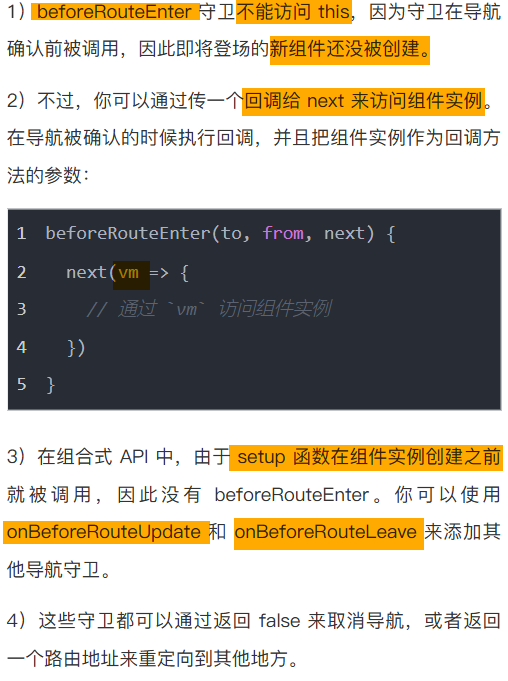 1）beforeRouteEnter 守卫不能访问 this，因为守卫在导航
确认前被调用，因此即将登场的新组件还没被创建。
2）不过，你可以通过传一个回调给 next 来访问组件实例。
在导航被确认的时候执行回调，并且把组件实例作为回调方
法的参数：
1 beforeRouteEnter(to, from, next) {
2 next(vm => {
3 // 通过 `vm` 访问组件实例
4 })
5 }
3）在组合式 API 中，由于 setup 函数在组件实例创建之前
就被调用，因此没有 beforeRouteEnter。你可以使用
onBeforeRouteUpdate 和 onBeforeRouteLeave 来添加其
他导航守卫。
4）这些守卫都可以通过返回 false 来取消导航，或者返回
一个路由地址来重定向到其他地方。